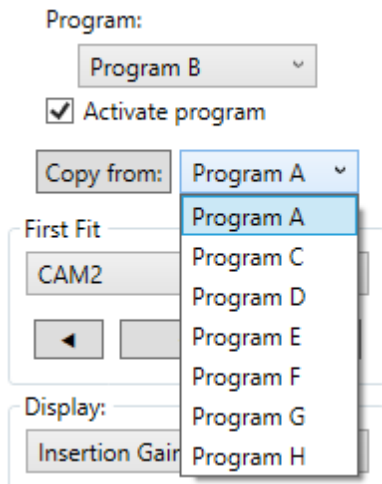 Program:
Program B
Activate program
Copy from: Program A
Program A
First Fit
Program C
CAM2
Program D
Program E
Program F
Display:
Program G
Insertion Gain
Program H